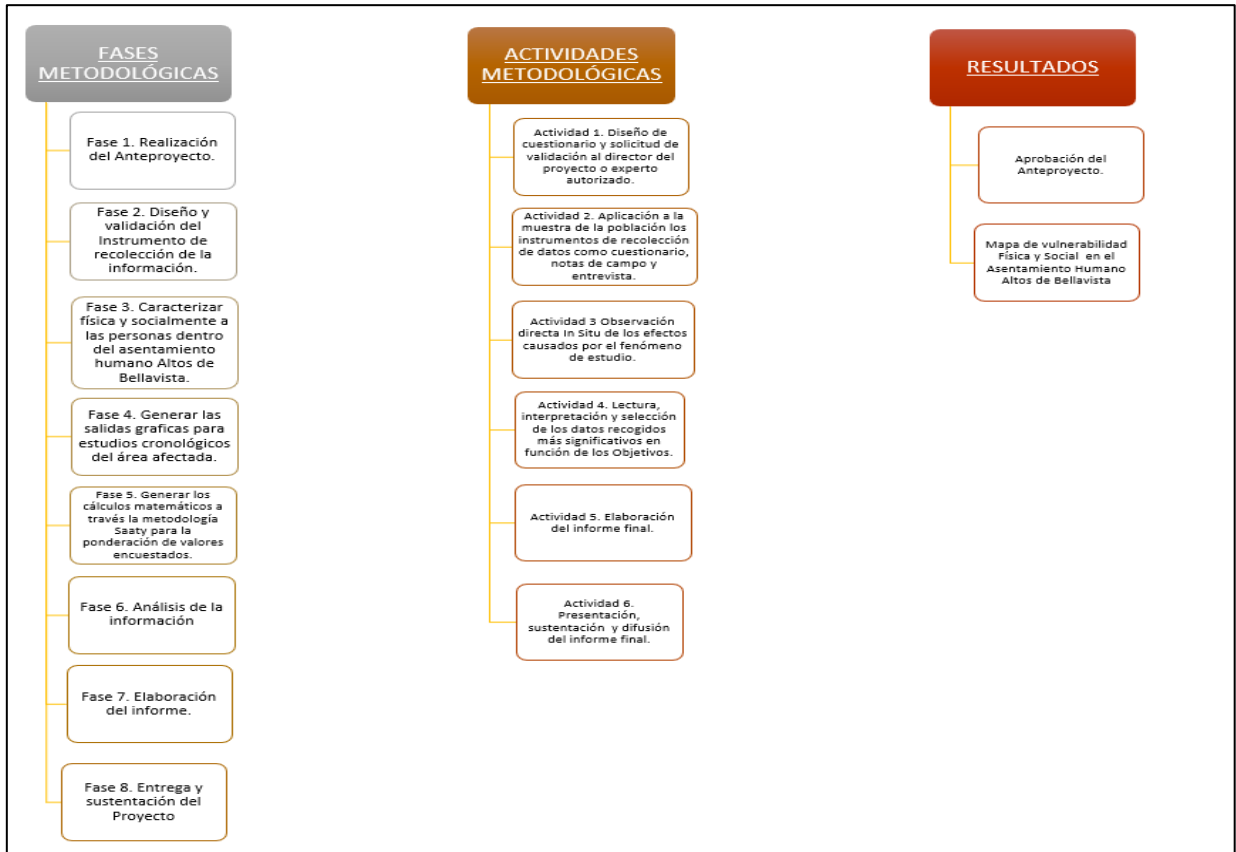 FASES
METODOLÓGICAS
Fase 1. Realización
del Anteproyecto.
Fase 2. Diseño y
validación del
Instrumento de
recolección de la
información.
Fase 3. Caracterizar
física y socialmente a
las personas dentro
del asentamiento
humano Altos de
Bellavista.
Fase 4. Generar las
salidas graficas para
estudios cronológicos
del área afectada.
Fase 5. Generar los
cálculos matemáticos a
través la metodología
Saaty para la
ponderación de valores
encuestados.
Fase 6. Análisis de la
información
Fase 7. Elaboración
del informe.
Fase 8. Entrega y
sustentación del
Proyecto
ACTIVIDADES
METODOLÓGICAS
Actividad 1. Diseño de
cuestionario y solicitud de
validación al director del
proyecto o experto
autorizado.
Actividad 2. Aplicación a la
muestra de la población los
instrumentos de recolección
de datos como cuestionario,
notas de campo y
entrevista.
Actividad 3 Observación
directa In Situ de los efectos
causados por el fenómeno
de estudio.
Actividad 4. Lectura,
interpretación y selección
de los datos recogidos
más significativos en
función de los Objetivos.
Actividad 5. Elaboración
del informe final.
Actividad 6.
Presentación,
sustentación y difusión
del informe final.
RESULTADOS
Aprobación del
Anteproyecto.
Mapa de vulnerabilidad
Física y Social en el
Asentamiento Humano
Altos de Bellavista